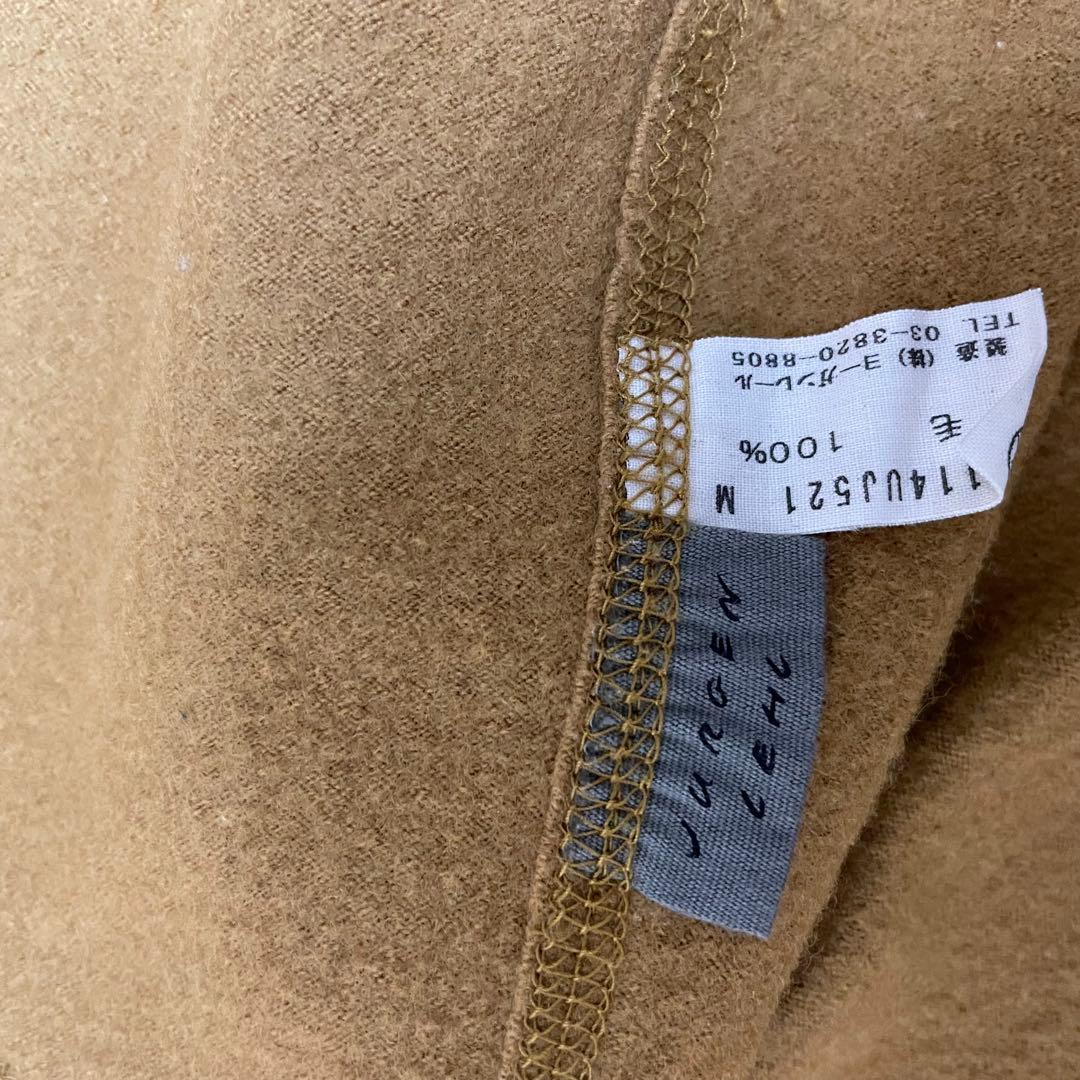 114UJ521 M
毛 100%
製造 (株) ヨーガンレール
TEL 03-3820-8805
JURGEN
LEHL